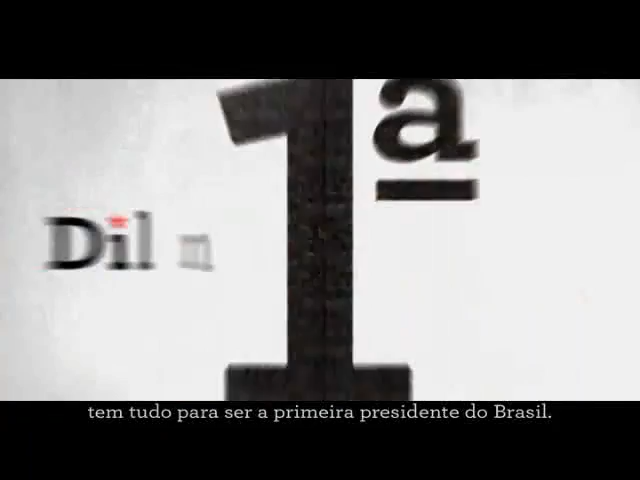 1ª
Dil
tem tudo para ser a primeira presidente do Brasil.